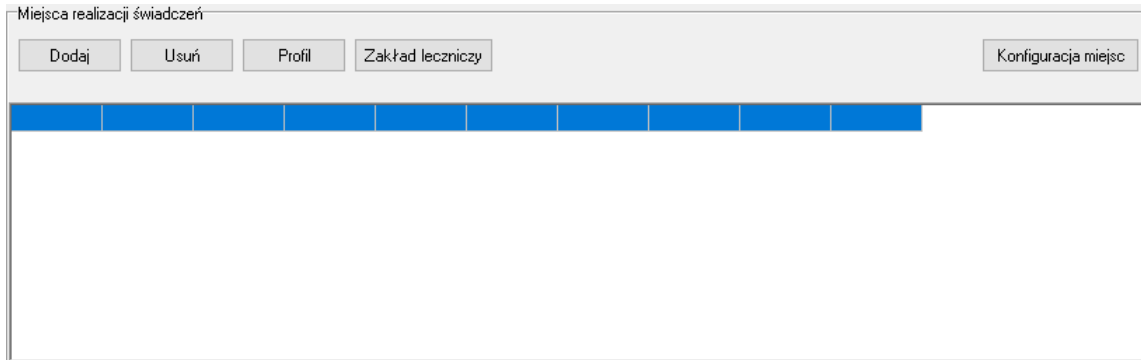 Miejsca realizacji świadczeń
Dodaj Usuń Profil Zakład leczniczy Konfiguracja miejsc